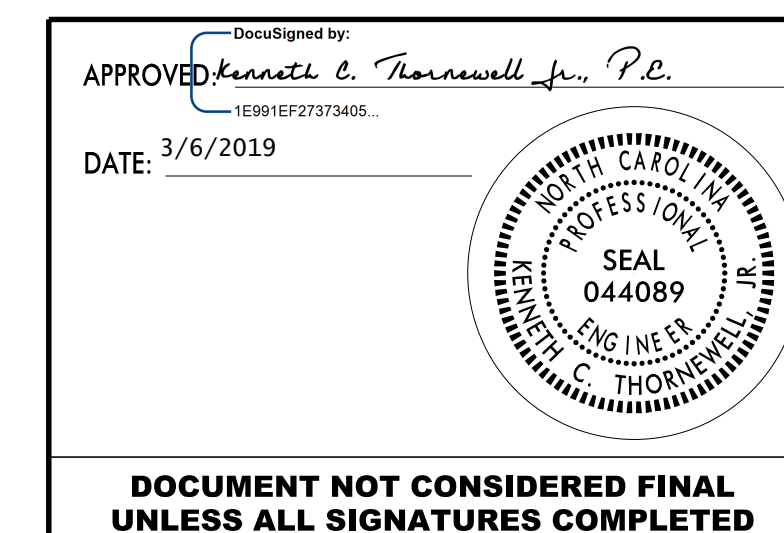 DocuSigned by:
APPROVED: Kenneth C. Thornewell Jr., P.E.
1E991EF27373405...
DATE: 3/6/2019
NORTH CAROLINA
PROFESSIONAL
SEAL
044089
ENGINEER
KENNETH C. THORNEWELL, JR.
DOCUMENT NOT CONSIDERED FINAL
UNLESS ALL SIGNATURES COMPLETED